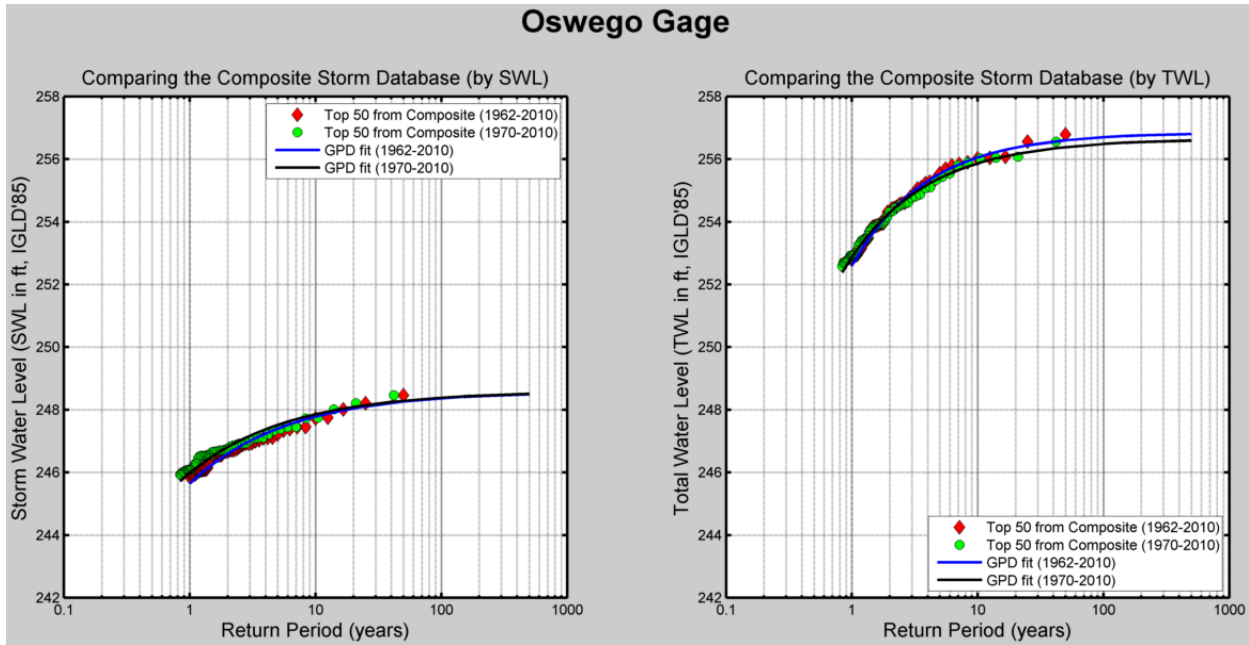 Oswego Gage
Comparing the Composite Storm Database (by SWL)
258
256
254
252
250
248
246
244
242
Storm Water Level (SWL in ft, IGLD'85)
Top 50 from Composite (1962-2010)
Top 50 from Composite (1970-2010)
GPD fit (1962-2010)
GPD fit (1970-2010)
0.1 1 10 100 1000
Return Period (years)
Comparing the Composite Storm Database (by TWL)
258
256
254
252
250
248
246
244
242
Total Water Level (TWL in ft, IGLD'85)
Top 50 from Composite (1962-2010)
Top 50 from Composite (1970-2010)
GPD fit (1962-2010)
GPD fit (1970-2010)
0.1 1 10 100 1000
Return Period (years)